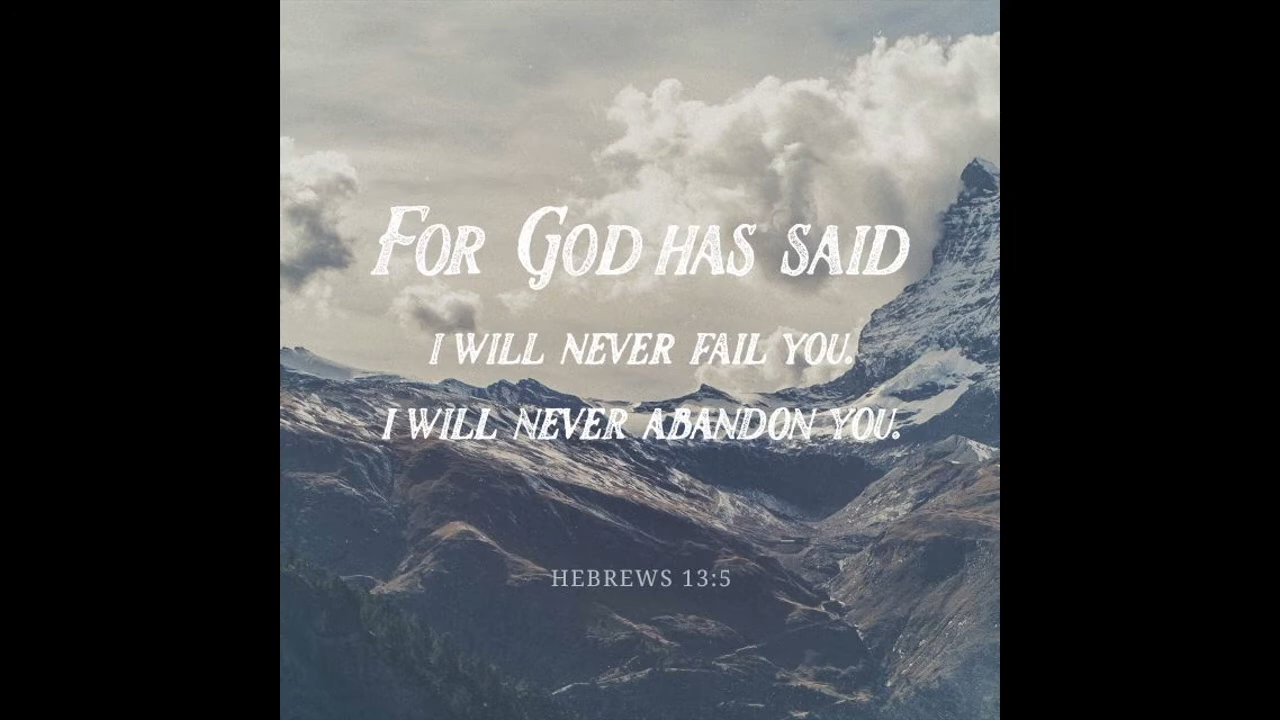 FOR GOD HAS SAID
I WILL NEVER FAIL YOU.
I WILL NEVER ABANDON YOU.
HEBREWS 13:5